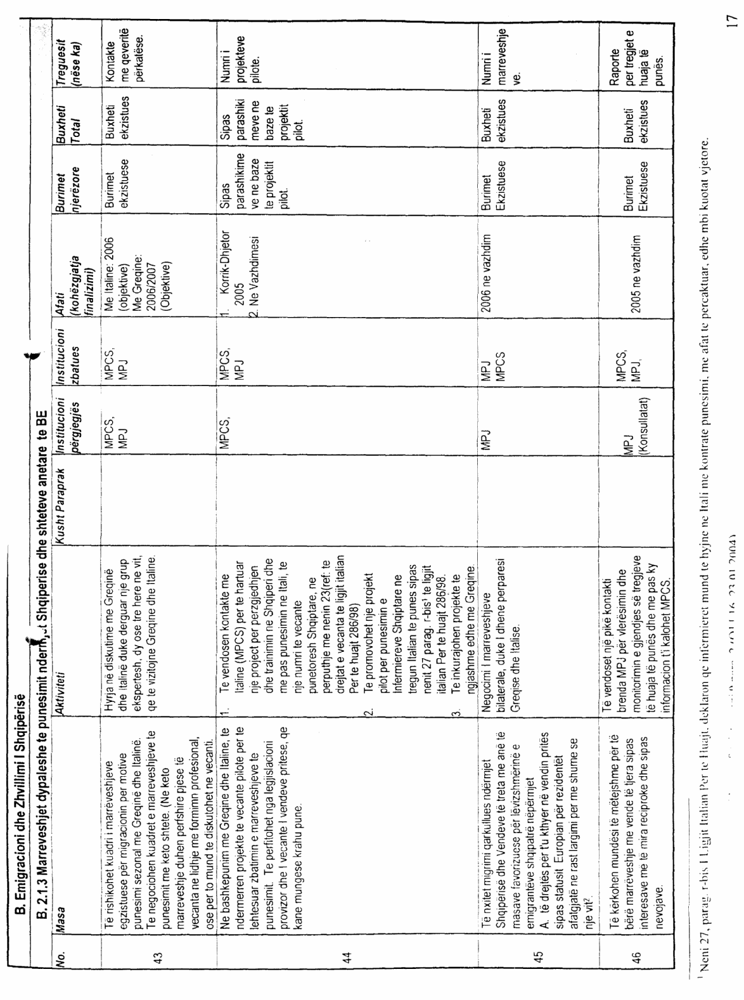 B. Emigracioni dhe Zhvillimi I Shqipërisë
B. 2.1.3 Marreveshjet dypaleshe te punesimit ndermjet Shqiperise dhe shteteve anetare te BE
No.
Masa
Aktiviteti
Kusht Paraprak
Institucioni
përgjegjës
Institucioni
zbatues
Afati
(kohëzgjatja
finalizimi)
Burimet
njerëzore
Buxheti
Total
Treguesit
(nëse ka)
43
Të rishikohet kuadri i marrëveshjeve
egzistuese për migracionin per motive
punesimi sezonal me Greqinë dhe Italinë.
Te negociohen kuadret e marreveshjeve te
punesimit me keto shtete. (Ne keto
marreveshje duhen perfshire pjese të
vecanta ne lidhje me formimn profesional,
ose per to mund te diskutohet ne vecanti.
Hyrja në diskutime me Greqinë
dhe Italinë duke derguar nje grup
ekspertesh, dy ose tre here ne vit,
qe te vizitojne Greqine dhe Italine.
MPCS,
MPJ
MPCS,
MPJ
Me Italine: 2006
(objektive)
Me Greqine:
2006/2007
(Objektive)
Burimet
ekzistuese
Buxheti
ekzistues
Kontakte
me qeveritë
përkatëse.
44
Ne bashkepunim me Greqine dhe Italine, te
ndermerren projekte te vecante pilote per te
lehtesuar zbatimin e marreveshjeve te
punesimit. Te perfitohet nga legjislacioni
provizor dhe I vecante I vendeve pritese, qe
kane mungese krahu pune.
1. Te vendosen kontakte me
Italine (MPCS) per te hartuar
nje project per perzgjedhjen
dhe trainimin ne Shqiperi dhe
me pas punesimin ne Itali, te
nje numri te vecante
punetoresh Shqiptare, ne
perputhje me nenin 23(ref: te
drejtat e vecanta te ligjit italian
Per te huajt 286/98)
2. Te promovohet nje projekt
pilot per punesimin e
Infermiereve Shqiptare ne
tregun Italian te punes sipas
nenit 27 parag. r-bis¹ te ligjit
italian Per te huajt 286/98.
3. Te inkurajohen projekte te
ngjashme edhe me Greqine.
MPCS,
MPCS,
MPJ
1. Korrik-Dhjetor
2005
2. Ne Vazhdimesi
Sipas
parashikime
ve ne baze
te projektit
pilot.
Sipas
parashiki
meve ne
baze te
projektit
pilot.
Numri i
projekteve
pilote.
45
Të nxitet migrimi qarkullues ndërmjet
Shqipërisë dhe Vendeve të treta me anë të
masave favorizuese për lëvizshmërinë e
emigrantëve shqipatrë nëpërmjet
A. të drejtës për t'u kthyer në vendin pritës
sipas statusit Europian për rezidentët
afatgjatë ne rast largimi per me shume se
nje vit².
Negocimi I marreveshjeve
bilaterale, duke I dhene perparesi
Greqise dhe Italise.
MPJ
MPJ
MPCS
2006 ne vazhdim
Burimet
Ekzistuese
Buxheti
ekzistues
Numri i
marreveshje
ve.
46
Të kërkohen mundësi të mëtejshme për të
bërë marrëveshje me vende të tjera sipas
interesave me të mira reciproke dhe sipas
nevojave.
Të vendoset një pikë kontakti
brenda MPJ për vlerësimin dhe
monitorimin e gjendjes së tregjeve
të huaja të punës dhe me pas ky
informacion t'i kalohet MPCS.
MPJ
(Konsullatat)
MPCS,
MPJ,
2005 ne vazhdim
Burimet
Ekzistuese
Buxheti
ekzistues
Raporte
per tregjet e
huaja të
punës.
¹ Neni 27, parag. r-bis I Ligjit Italian Per te Huajt, deklaron qe infermieret mund te hyjne ne Itali me kontrate punesimi, me afat te percaktuar, edhe mbi kuotat vjetore.
16, 23.01.2004)
17